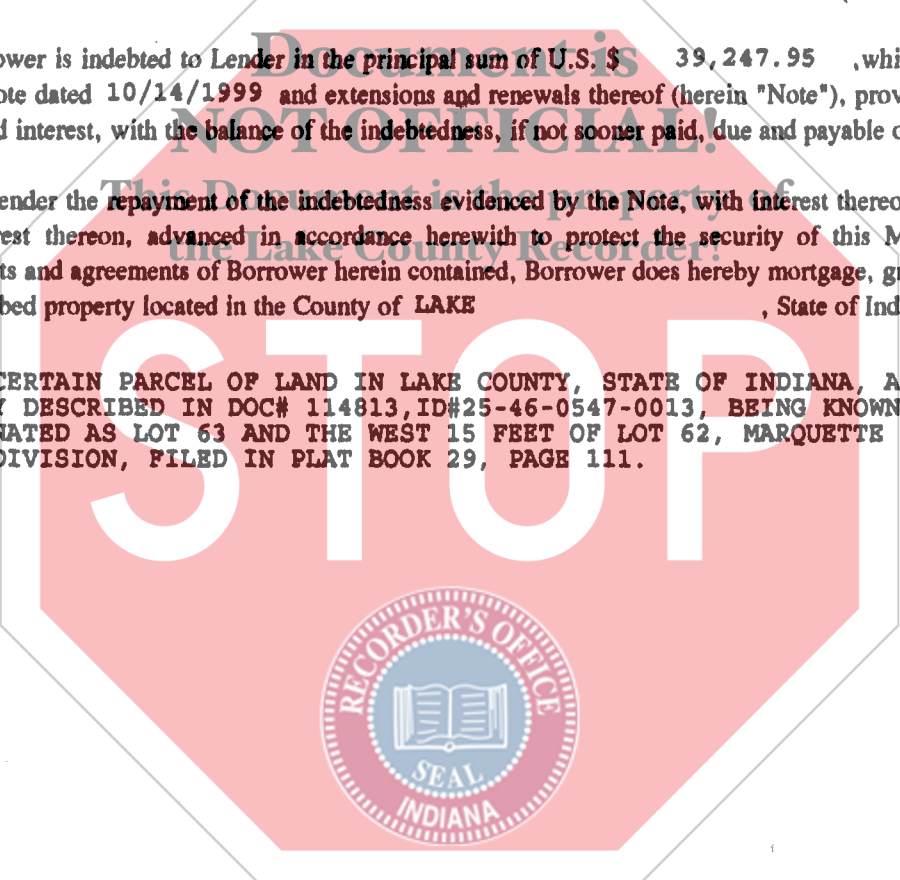 Document is
NOT OFFICIAL!
This Document is the property of
the Lake County Recorder!
ower is indebted to Lender in the principal sum of U.S. $ 39,247.95 ,whi
ote dated 10/14/1999 and extensions and renewals thereof (herein "Note"), prov
d interest, with the balance of the indebtedness, if not sooner paid, due and payable o
ender the repayment of the indebtedness evidenced by the Note, with interest thereo
rest thereon, advanced in accordance herewith to protect the security of this M
ts and agreements of Borrower herein contained, Borrower does hereby mortgage, gr
bed property located in the County of LAKE , State of Ind
CERTAIN PARCEL OF LAND IN LAKE COUNTY, STATE OF INDIANA, A
Y DESCRIBED IN DOC# 114813,ID#25-46-0547-0013, BEING KNOWN
NATED AS LOT 63 AND THE WEST 15 FEET OF LOT 62, MARQUETTE
DIVISION, FILED IN PLAT BOOK 29, PAGE 111.
STOP
RECORDER'S OFFICE
SEAL
INDIANA